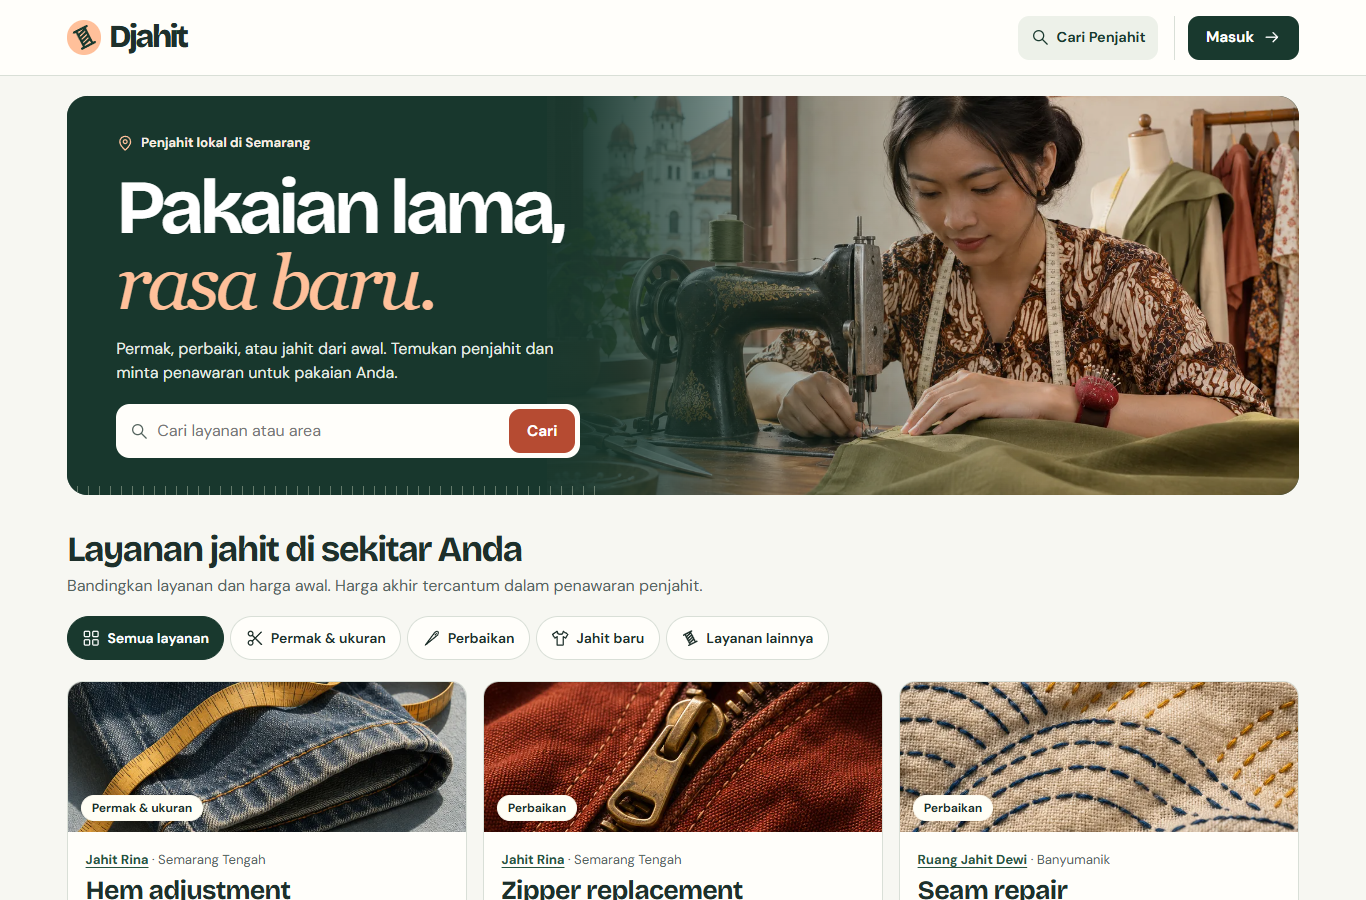 Djahit
Cari Penjahit
Masuk
Penjahit lokal di Semarang
Pakaian lama,
rasa baru.
Permak, perbaiki, atau jahit dari awal. Temukan penjahit dan
minta penawaran untuk pakaian Anda.
Cari layanan atau area
Cari
Layanan jahit di sekitar Anda
Bandingkan layanan dan harga awal. Harga akhir tercantum dalam penawaran penjahit.
Semua layanan
Permak & ukuran
Perbaikan
Jahit baru
Layanan lainnya
Permak & ukuran
Perbaikan
Perbaikan
Jahit Rina · Semarang Tengah
Hem adjustment
Jahit Rina · Semarang Tengah
Zipper replacement
Ruang Jahit Dewi · Banyumanik
Seam repair